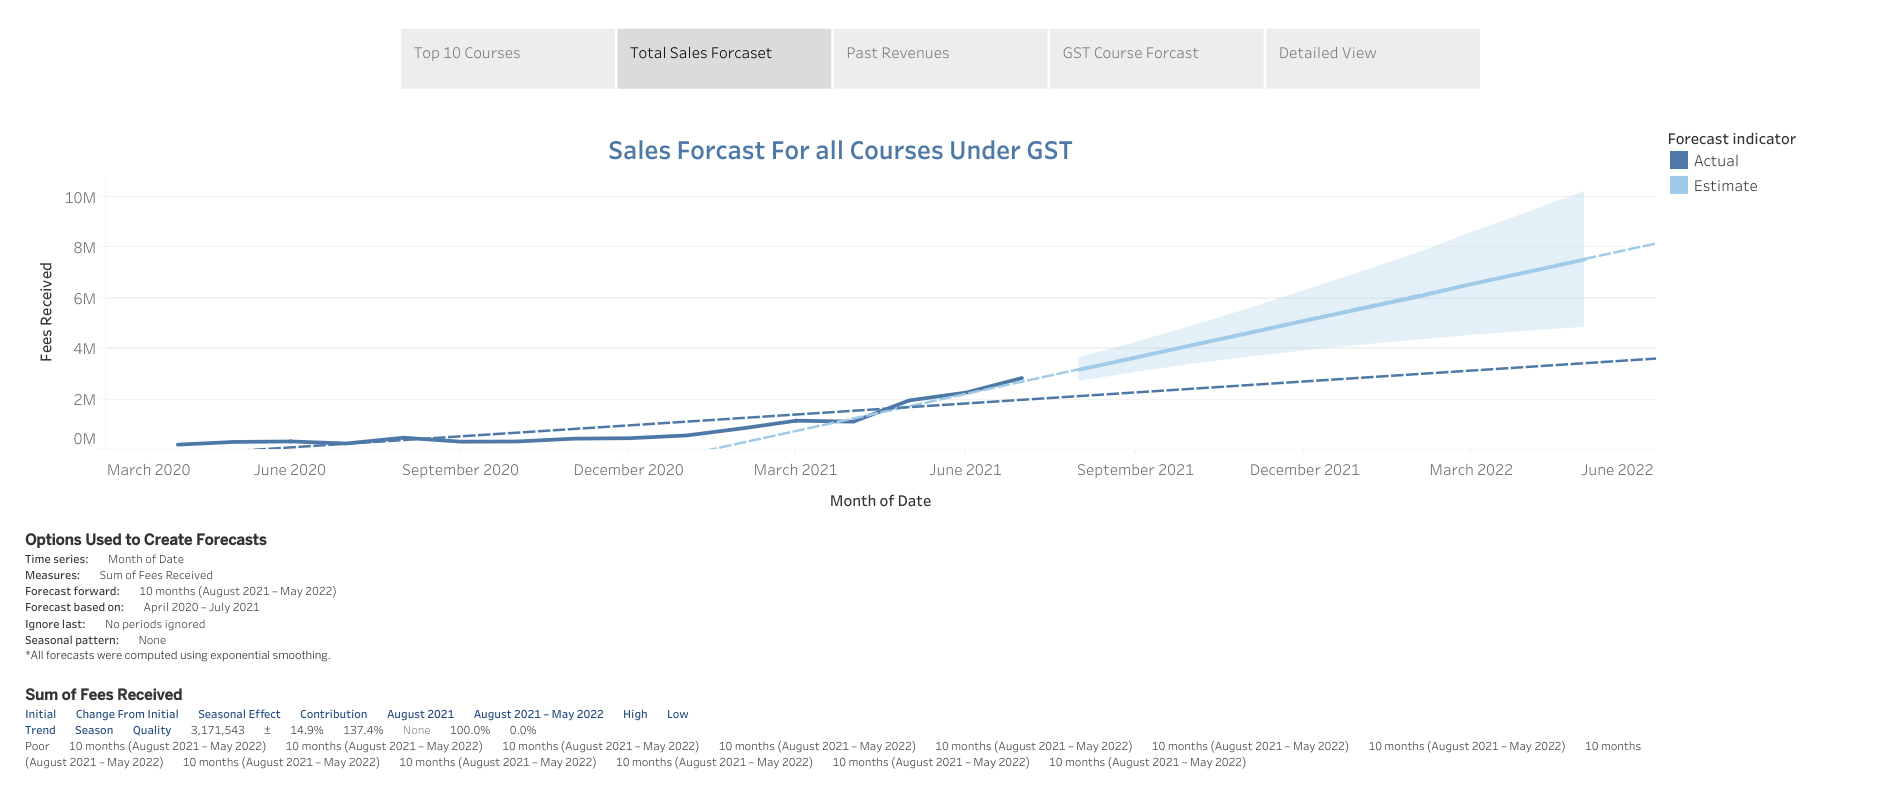 Top 10 Courses Total Sales Forcaset Past Revenues GST Course Forcast Detailed View
Sales Forcast For all Courses Under GST
Forecast indicator
Actual
Estimate
10M
8M
6M
4M
2M
0M
Fees Received
March 2020 June 2020 September 2020 December 2020 March 2021 June 2021 September 2021 December 2021 March 2022 June 2022
Month of Date
Options Used to Create Forecasts
Time series: Month of Date
Measures: Sum of Fees Received
Forecast forward: 10 months (August 2021 – May 2022)
Forecast based on: April 2020 – July 2021
Ignore last: No periods ignored
Seasonal pattern: None
*All forecasts were computed using exponential smoothing.
Sum of Fees Received
Initial Change From Initial Seasonal Effect Contribution August 2021 August 2021 – May 2022 High Low
Trend Season Quality 3,171,543 ± 14.9% 137.4% None 100.0% 0.0%
Poor 10 months (August 2021 – May 2022) 10 months (August 2021 – May 2022) 10 months (August 2021 – May 2022) 10 months (August 2021 – May 2022) 10 months (August 2021 – May 2022) 10 months (August 2021 – May 2022) 10 months (August 2021 – May 2022) 10 months
(August 2021 – May 2022) 10 months (August 2021 – May 2022) 10 months (August 2021 – May 2022) 10 months (August 2021 – May 2022) 10 months (August 2021 – May 2022) 10 months (August 2021 – May 2022)